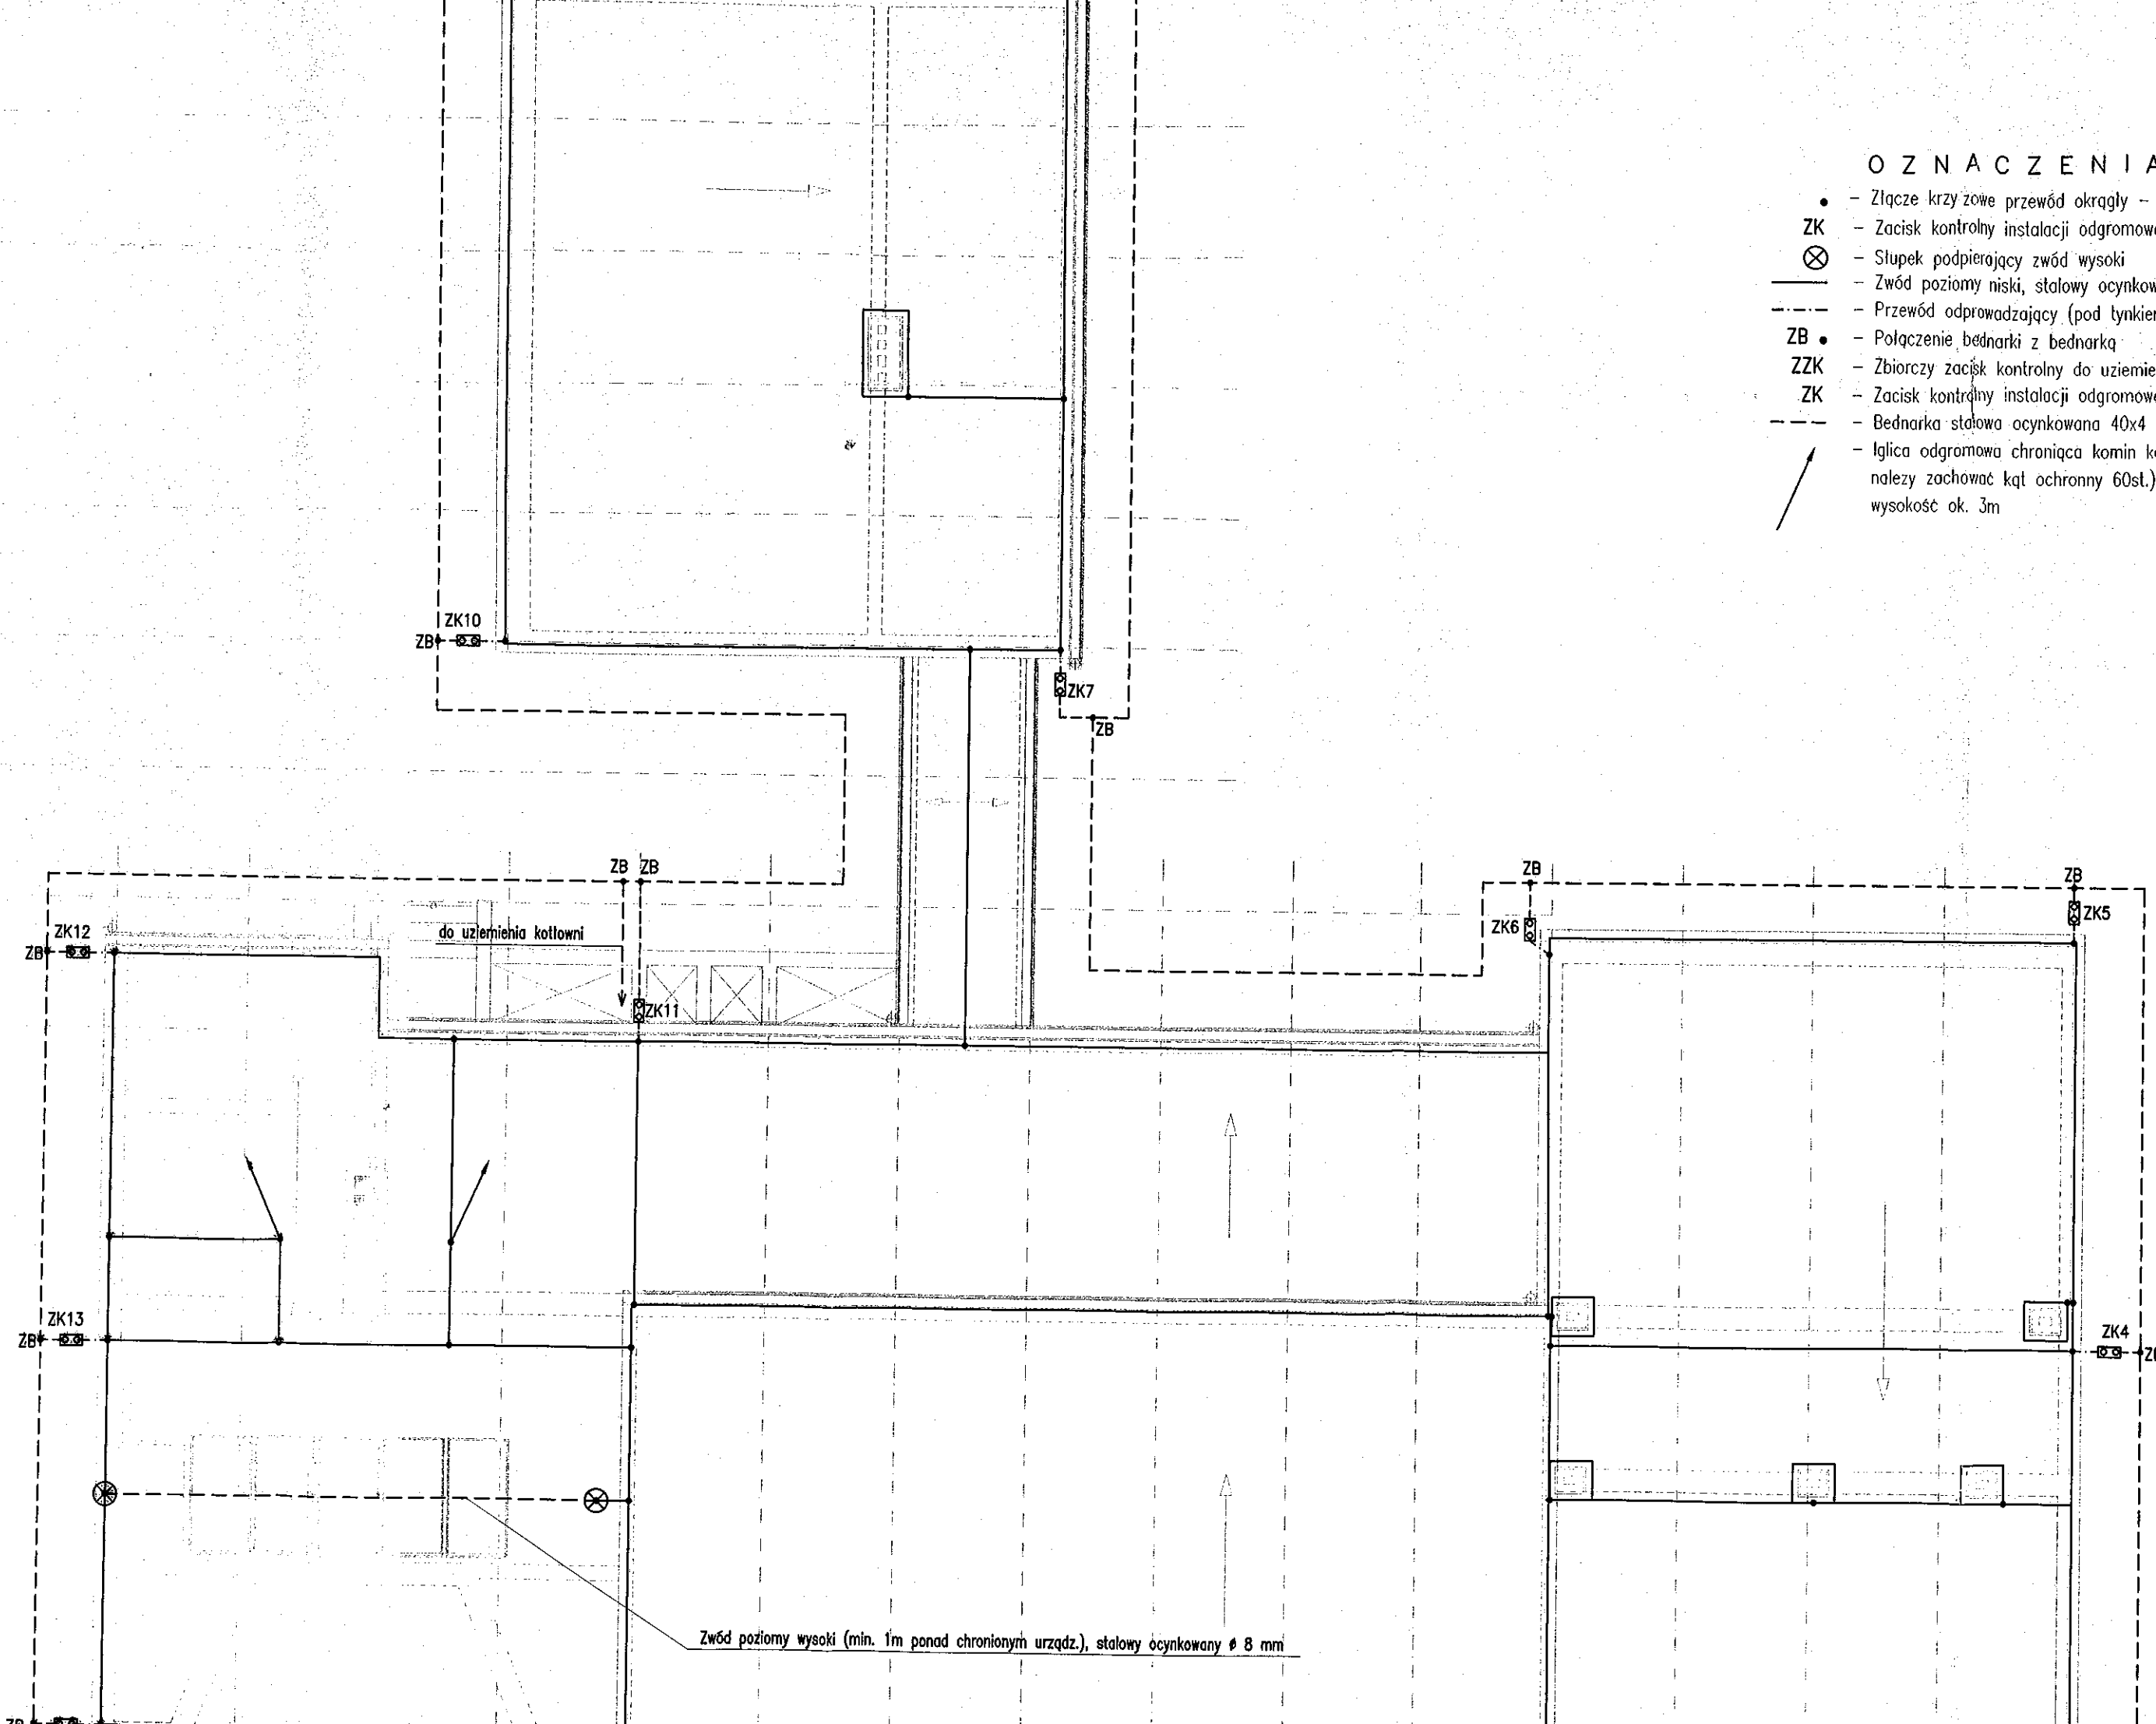 O Z N A C Z E N I A
• – Złącze krzyżowe przewód okrągły –
ZK – Zacisk kontrolny instalacji odgromowe
– Słupek podpierający zwód wysoki
– Zwód poziomy niski, stalowy ocynkow
– Przewód odprowadzający (pod tynkiem
ZB • – Połączenie bednarki z bednarką
ZZK – Zbiorczy zacisk kontrolny do uziemie
ZK – Zacisk kontrolny instalacji odgromowe
– Bednarka stalowa ocynkowana 40x4
– Iglica odgromowa chroniąca komin k
nalezy zachować kąt ochronny 60st.)
wysokość ok. 3m
ZK10
ZB
ZK7
ZB
ZB ZB
ZB
ZB
ZK12
ZB
do uziemienia kotłowni
ZK6
ZK5
ZK11
ZK13
ZB
ZK4
Zwód poziomy wysoki (min. 1m ponad chronionym urządz.), stalowy ocynkowany ø 8 mm
ZB